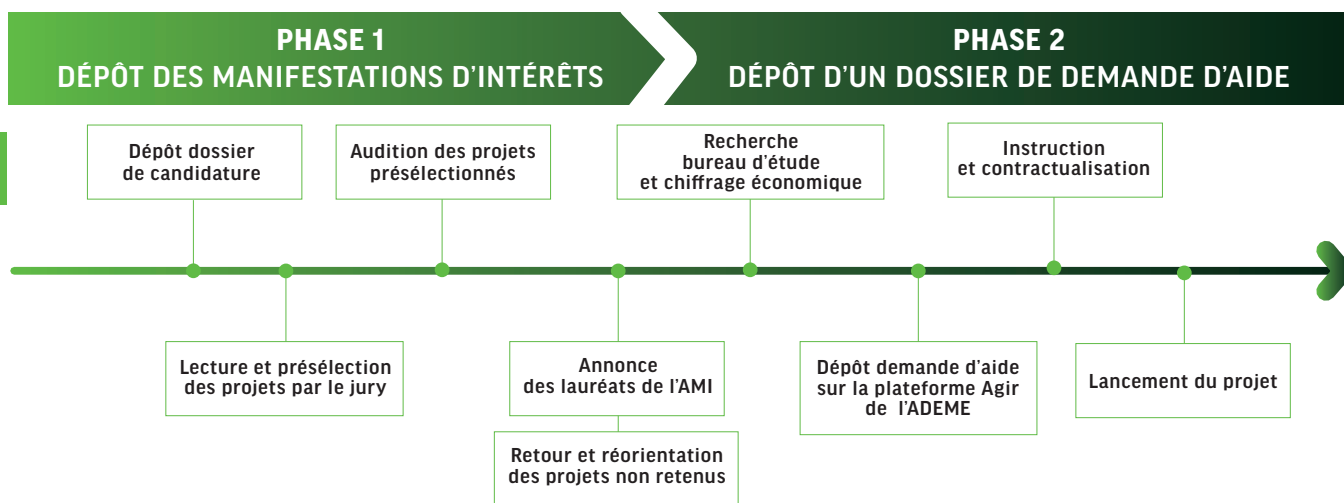 PHASE 1
DÉPÔT DES MANIFESTATIONS D'INTÉRÊTS
PHASE 2
DÉPÔT D'UN DOSSIER DE DEMANDE D'AIDE
Dépôt dossier
de candidature
Audition des projets
présélectionnés
Recherche
bureau d'étude
et chiffrage économique
Instruction
et contractualisation
Lecture et présélection
des projets par le jury
Annonce
des lauréats de l'AMI
Retour et réorientation
des projets non retenus
Dépôt demande d'aide
sur la plateforme Agir
de l'ADEME
Lancement du projet